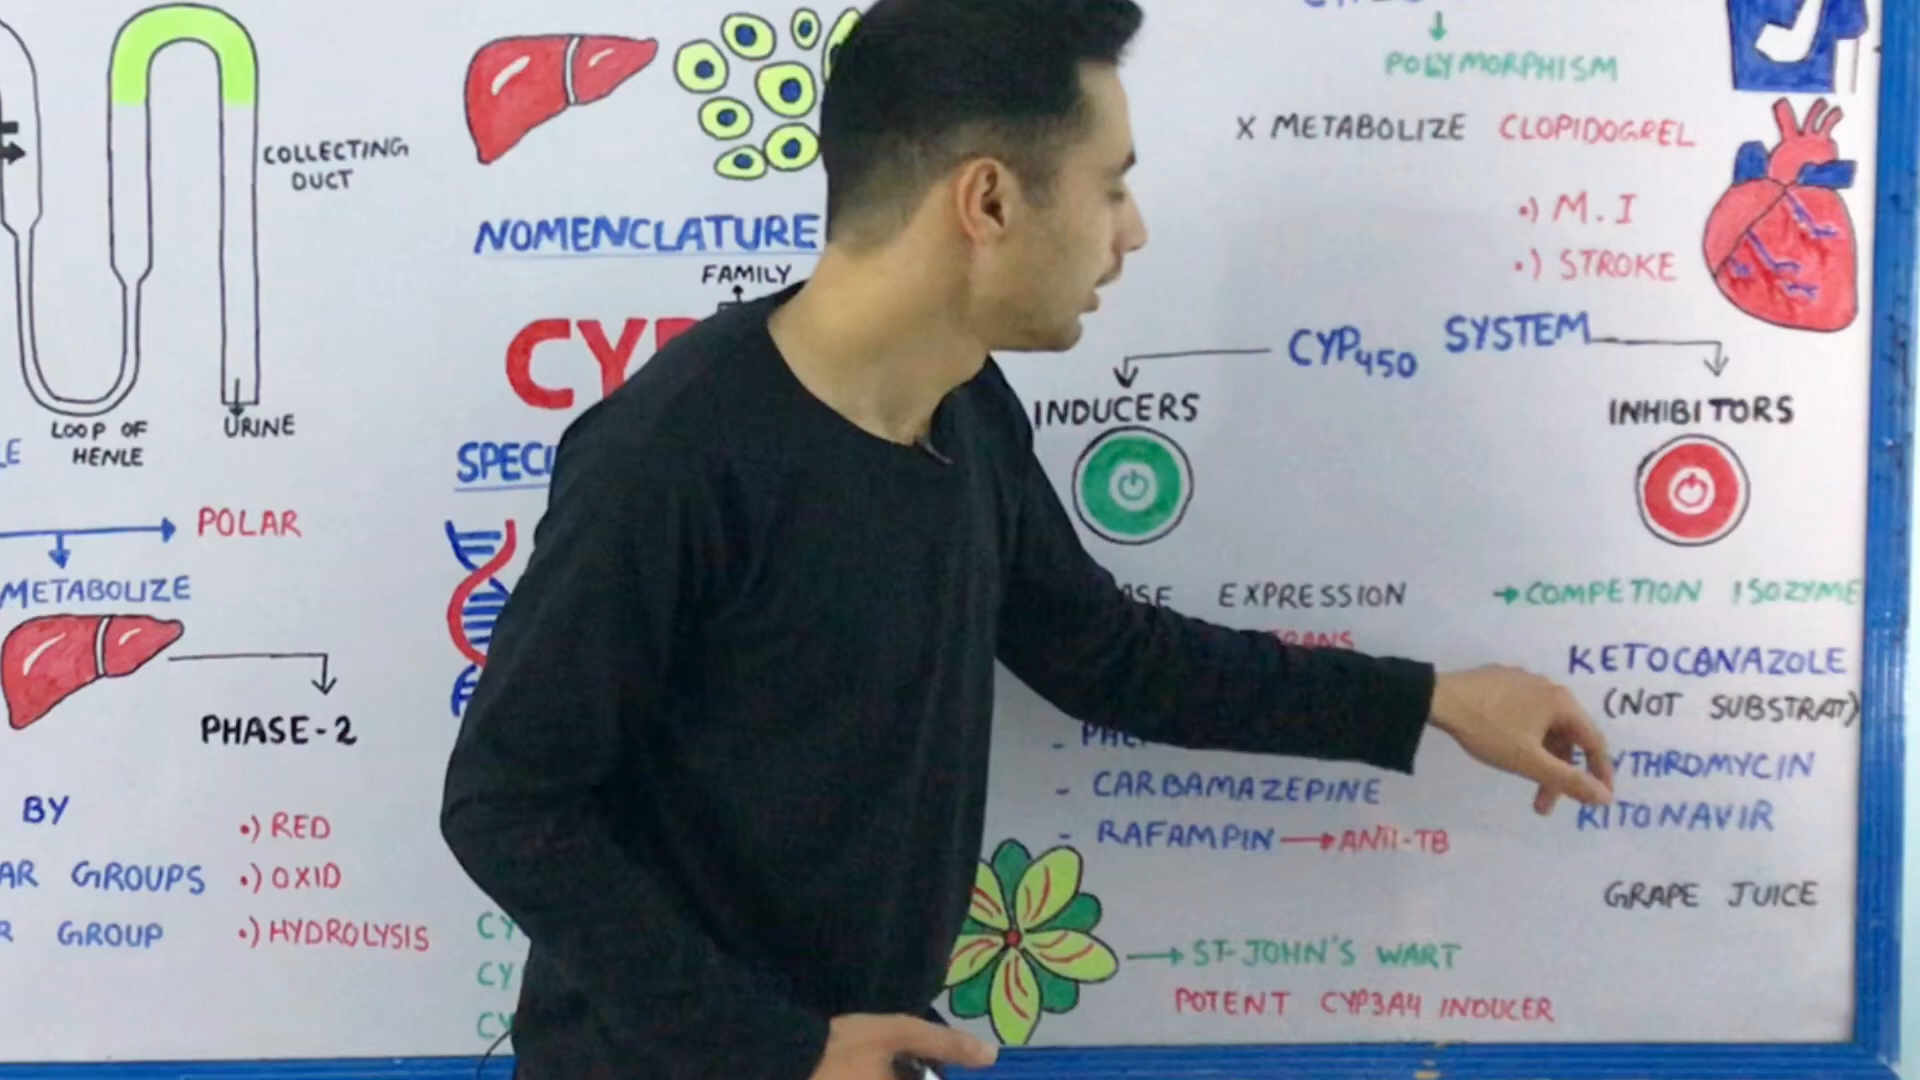 COLLECTING
DUCT
LOOP OF
HENLE
URINE
POLAR
METABOLIZE
PHASE-2
BY
GROUPS
GROUP
•) RED
•) OXID
•) HYDROLYSIS
NOMENCLATURE
FAMILY
POLYMORPHISM
X METABOLIZE CLOPIDOGREL
•) M.I
•) STROKE
CYP450 SYSTEM
INDUCERS
EXPRESSION
- CARBAMAZEPINE
- RAFAMPIN → ANTI-TB
→ ST-JOHN'S WART
POTENT CYP3A4 INDUCER
INHIBITORS
→ COMPETION ISOZYME
KETOCANAZOLE
(NOT SUBSTRAT)
RITONAVIR
GRAPE JUICE